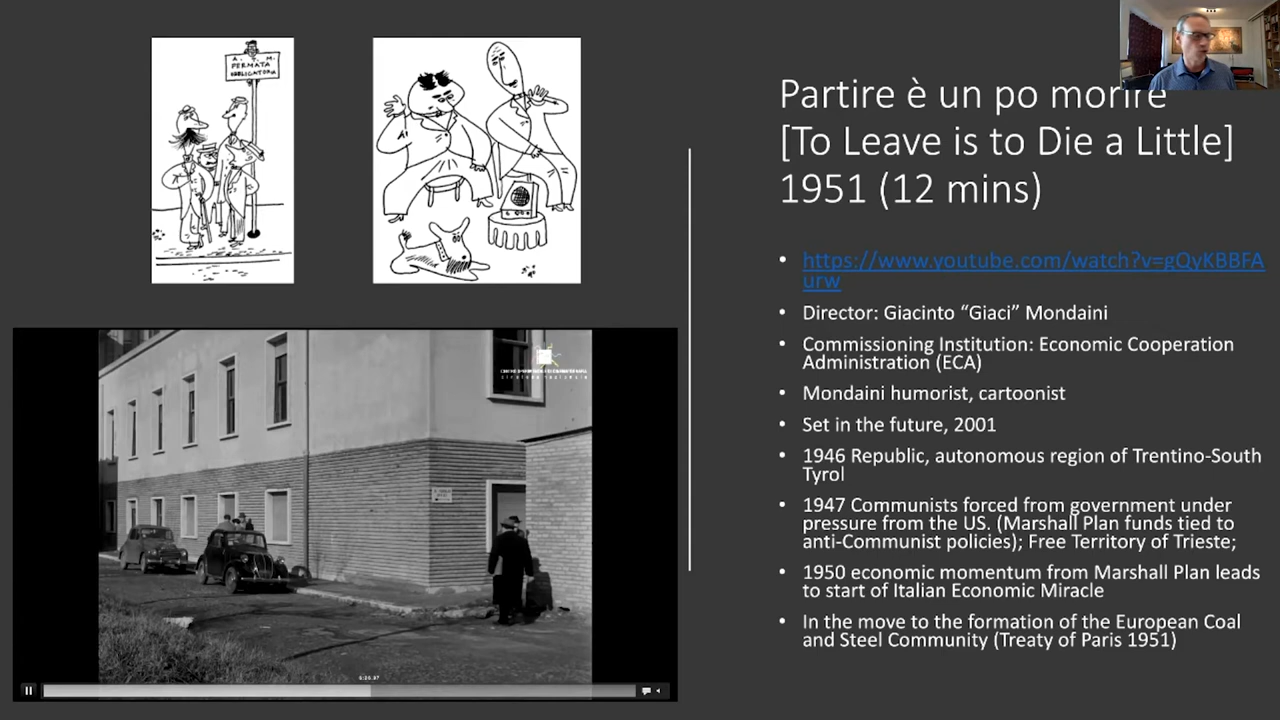 A. T. M.
FERMATA
OBBLIGATORIA
Partire è un po morire
[To Leave is to Die a Little]
1951 (12 mins)
• https://www.youtube.com/watch?v=gQyKBBFA
urw
• Director: Giacinto “Giaci” Mondaini
• Commissioning Institution: Economic Cooperation
Administration (ECA)
• Mondaini humorist, cartoonist
• Set in the future, 2001
• 1946 Republic, autonomous region of Trentino-South
Tyrol
• 1947 Communists forced from government under
pressure from the US. (Marshall Plan funds tied to
anti-Communist policies); Free Territory of Trieste;
• 1950 economic momentum from Marshall Plan leads
to start of Italian Economic Miracle
• In the move to the formation of the European Coal
and Steel Community (Treaty of Paris 1951)